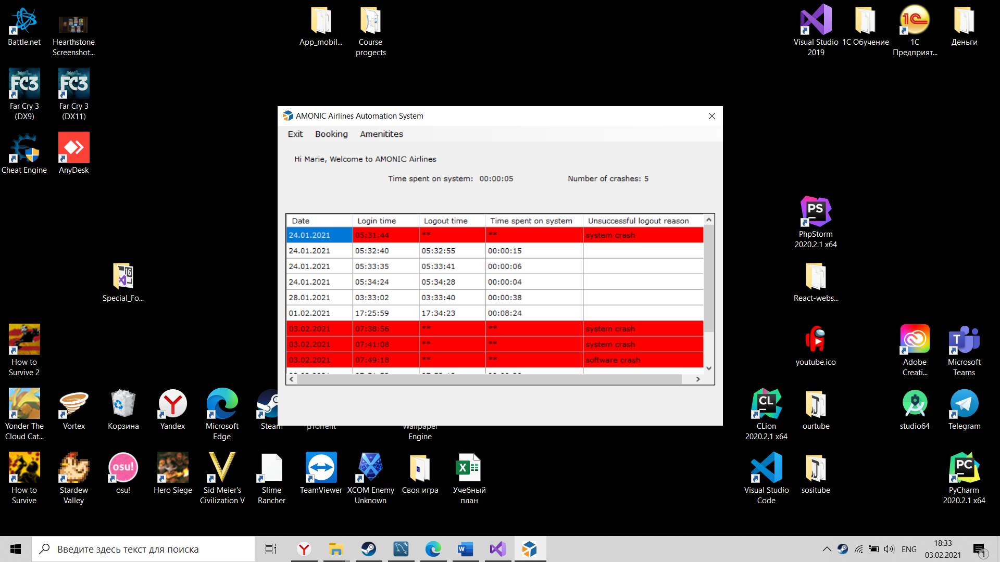 Battle.net
Hearthstone
Screenshot...
App_mobil...
Course
progects
Visual Studio
2019
1С Обучение
1С
Предприят...
Деньги
FC3
Far Cry 3
(DX9)
FC3
Far Cry 3
(DX11)
Cheat Engine
AnyDesk
AMONIC Airlines Automation System
Exit Booking Amenitites
Hi Marie, Welcome to AMONIC Airlines
Time spent on system: 00:00:05 Number of crashes: 5
Date Login time Logout time Time spent on system Unsuccessful logout reason
24.01.2021 05:31:44 ** ** system crash
24.01.2021 05:32:40 05:32:55 00:00:15
24.01.2021 05:33:35 05:33:41 00:00:06
24.01.2021 05:34:24 05:34:28 00:00:04
28.01.2021 03:33:02 03:33:40 00:00:38
01.02.2021 17:25:59 17:34:23 00:08:24
03.02.2021 07:38:56 ** ** system crash
03.02.2021 07:41:08 ** ** system crash
03.02.2021 07:49:18 ** ** software crash
PS
PhpStorm
2020.2.1 x64
16
Special_Fo...
React-webs...
How to
Survive 2
youtube.ico
Adobe
Creati...
T
Microsoft
Teams
Yonder The
Cloud Cat...
Vortex
Корзина
Yandex
Microsoft
Edge
Steam
µTorrent
Wallpaper
Engine
CL
CLion
2020.2.1 x64
ourtube
studio64
Telegram
How to
Survive
Stardew
Valley
osu!
osu!
Hero Siege
Sid Meier's
Civilization V
Slime
Rancher
TeamViewer
XCOM Enemy
Unknown
Своя игра
X
Учебный
план
Visual Studio
Code
sositube
PC
PyCharm
2020.2.1 x64
Введите здесь текст для поиска
ENG
18:33
03.02.2021
1